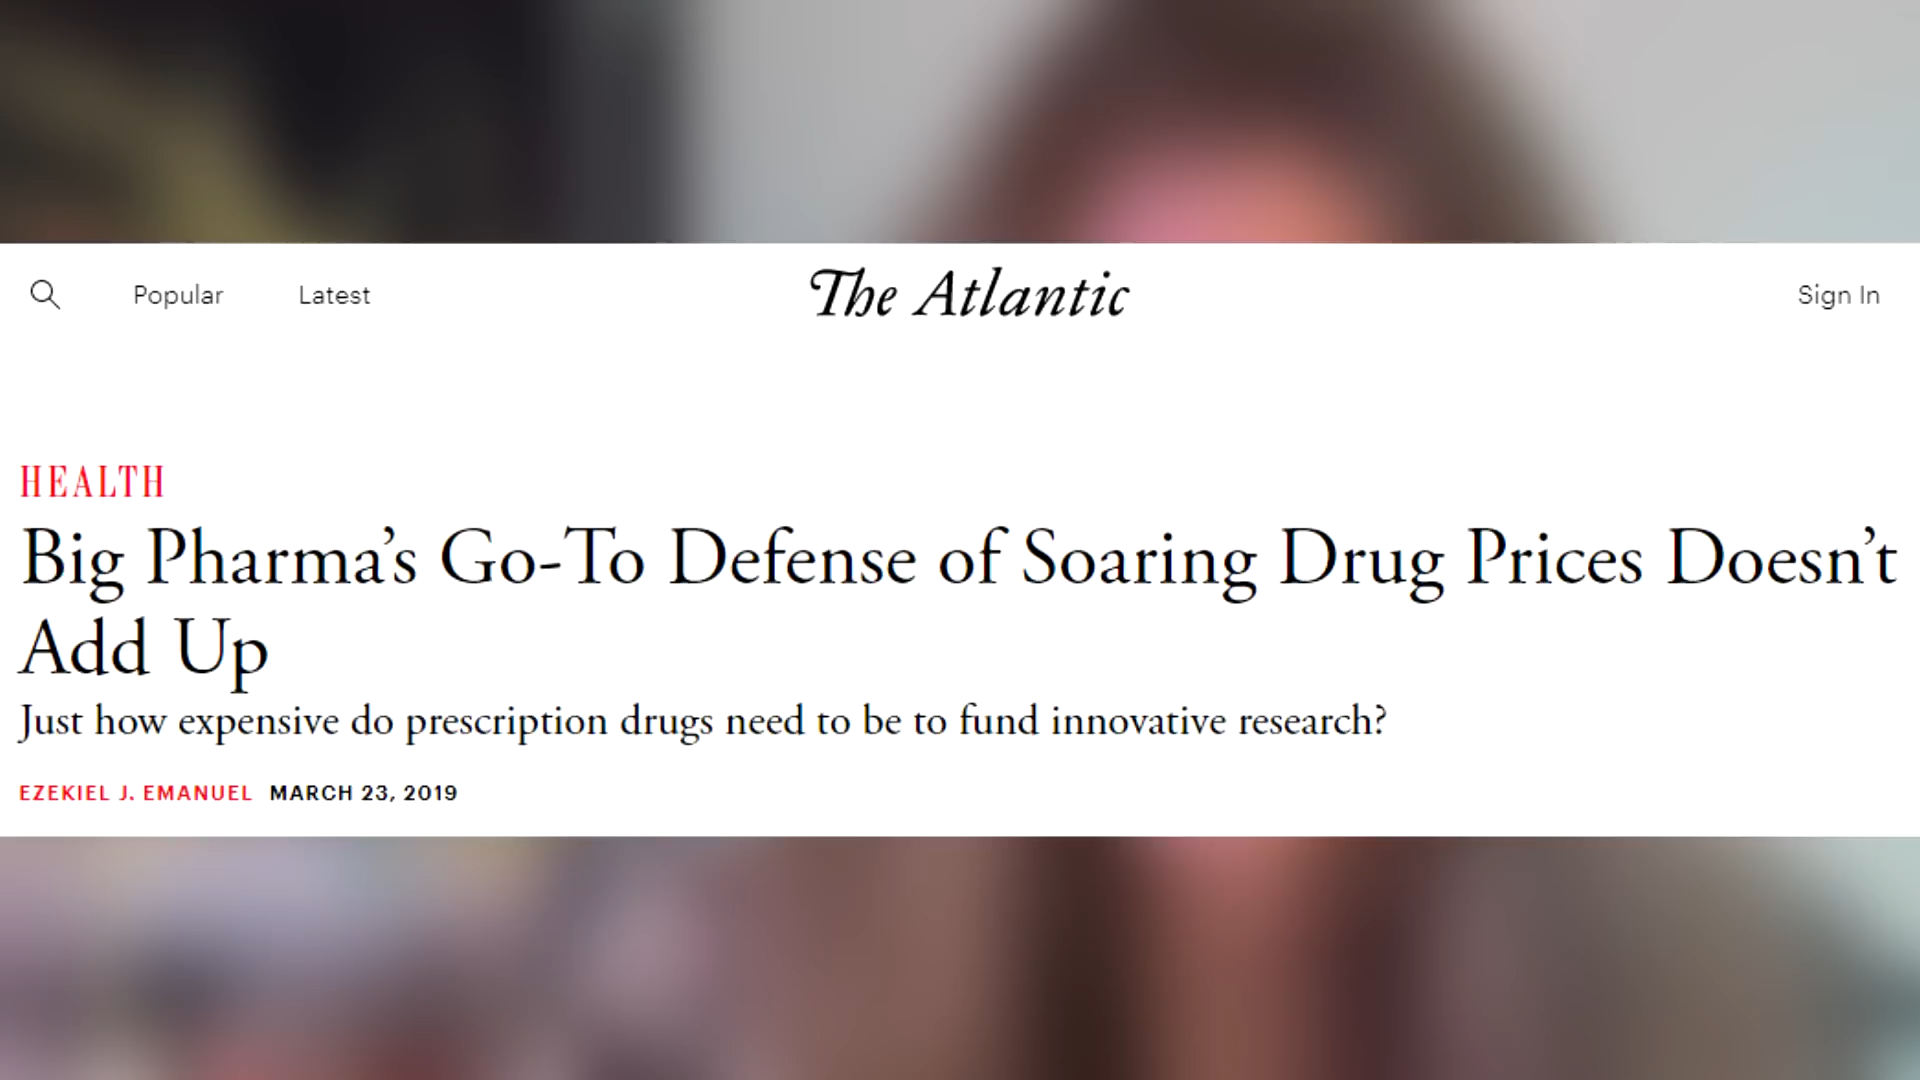 Popular Latest The Atlantic Sign In
HEALTH
Big Pharma’s Go-To Defense of Soaring Drug Prices Doesn’t
Add Up
Just how expensive do prescription drugs need to be to fund innovative research?
EZEKIEL J. EMANUEL MARCH 23, 2019